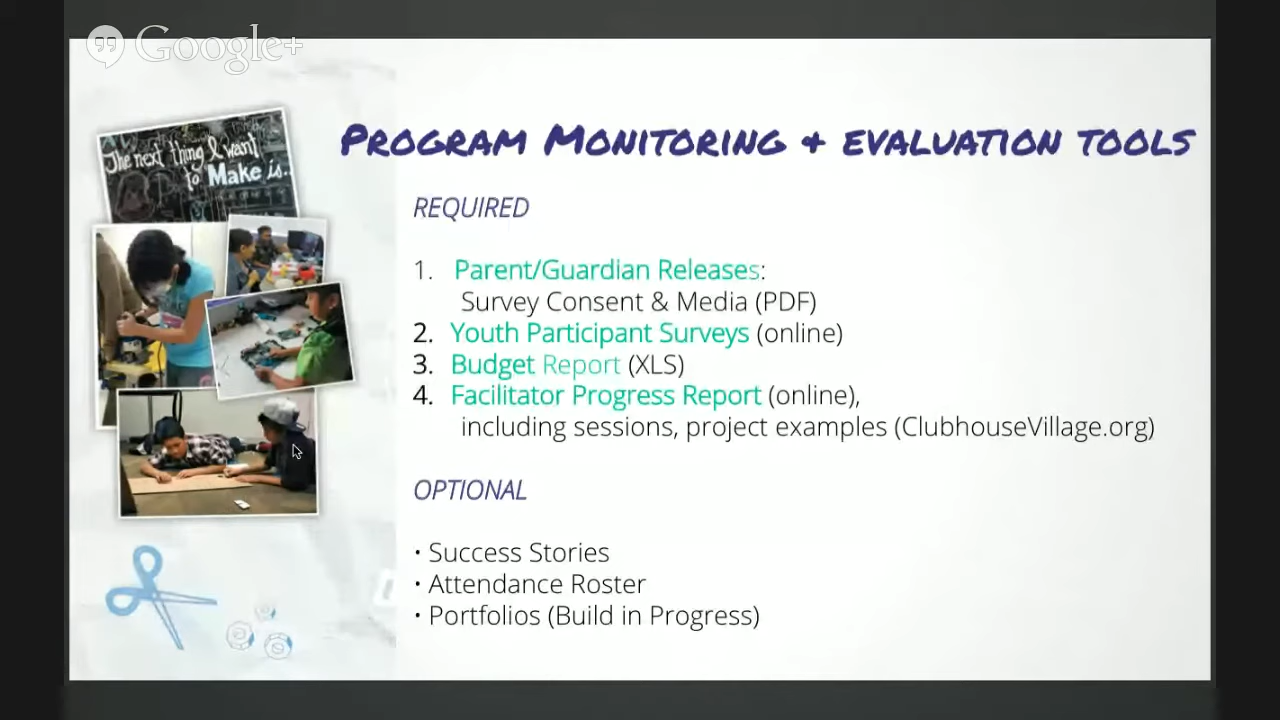 Google+
PROGRAM MONITORING & EVALUATION TOOLS
The next thing I want
to Make is..
REQUIRED
1. Parent/Guardian Releases:
Survey Consent & Media (PDF)
2. Youth Participant Surveys (online)
3. Budget Report (XLS)
4. Facilitator Progress Report (online),
including sessions, project examples (ClubhouseVillage.org)
OPTIONAL
• Success Stories
• Attendance Roster
• Portfolios (Build in Progress)